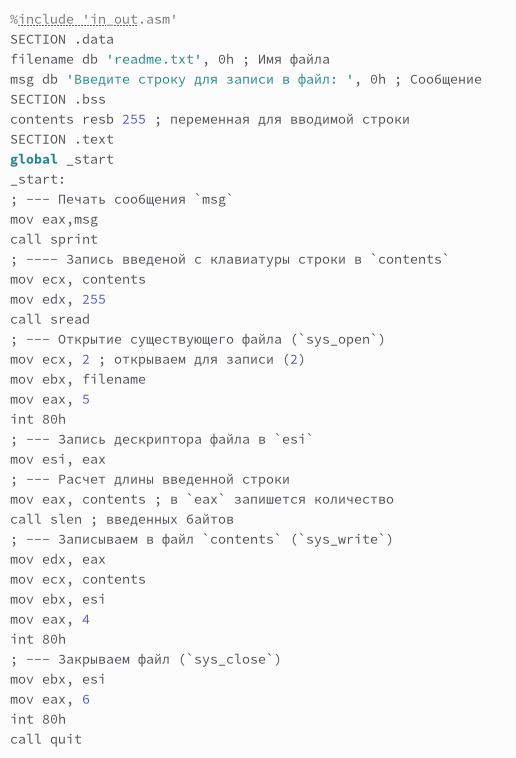 %include 'in_out.asm'
SECTION .data
filename db 'readme.txt', 0h ; Имя файла
msg db 'Введите строку для записи в файл: ', 0h ; Сообщение
SECTION .bss
contents resb 255 ; переменная для вводимой строки
SECTION .text
global _start
_start:
; --- Печать сообщения `msg`
mov eax,msg
call sprint
; ---- Запись введеной с клавиатуры строки в `contents`
mov ecx, contents
mov edx, 255
call sread
; --- Открытие существующего файла (`sys_open`)
mov ecx, 2 ; открываем для записи (2)
mov ebx, filename
mov eax, 5
int 80h
; --- Запись дескриптора файла в `esi`
mov esi, eax
; --- Расчет длины введенной строки
mov eax, contents ; в `eax` запишется количество
call slen ; введенных байтов
; --- Записываем в файл `contents` (`sys_write`)
mov edx, eax
mov ecx, contents
mov ebx, esi
mov eax, 4
int 80h
; --- Закрываем файл (`sys_close`)
mov ebx, esi
mov eax, 6
int 80h
call quit